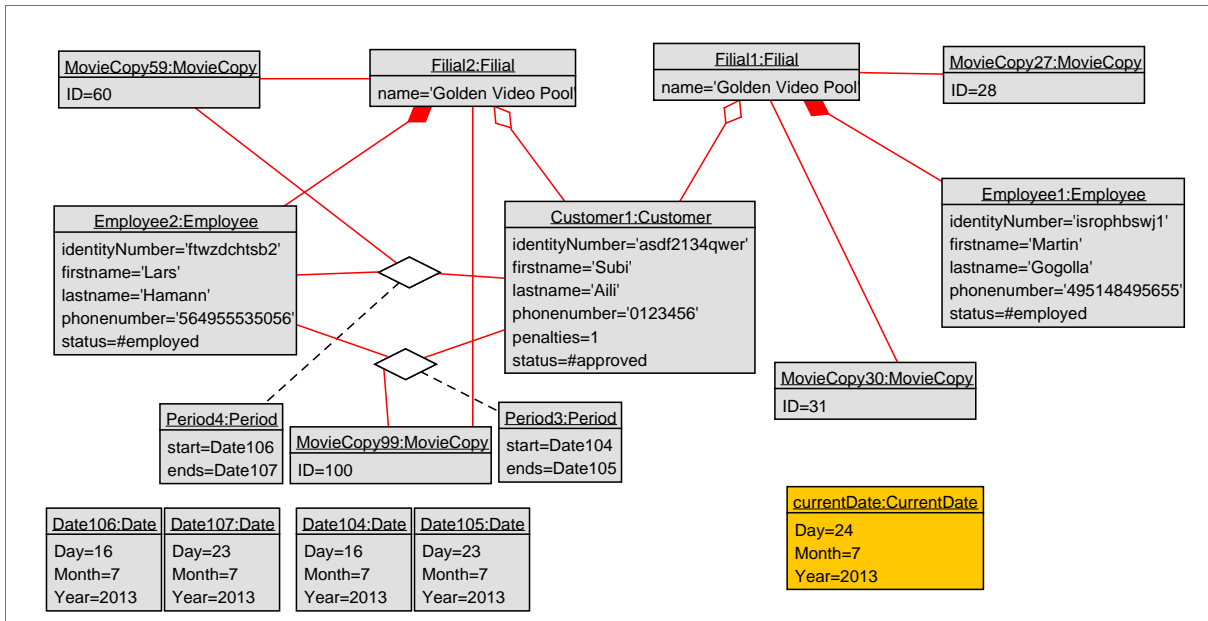 MovieCopy59:MovieCopy
ID=60
Filial2:Filial
name='Golden Video Pool'
Filial1:Filial
name='Golden Video Pool'
MovieCopy27:MovieCopy
ID=28
Employee2:Employee
identityNumber='ftwzdchtsb2'
firstname='Lars'
lastname='Hamann'
phonenumber='564955535056'
status=#employed
Customer1:Customer
identityNumber='asdf2134qwer'
firstname='Subi'
lastname='Aili'
phonenumber='0123456'
penalties=1
status=#approved
Employee1:Employee
identityNumber='isrophbswj1'
firstname='Martin'
lastname='Gogolla'
phonenumber='495148495655'
status=#employed
MovieCopy30:MovieCopy
ID=31
Period4:Period
start=Date106
ends=Date107
MovieCopy99:MovieCopy
ID=100
Period3:Period
start=Date104
ends=Date105
Date106:Date
Day=16
Month=7
Year=2013
Date107:Date
Day=23
Month=7
Year=2013
Date104:Date
Day=16
Month=7
Year=2013
Date105:Date
Day=23
Month=7
Year=2013
currentDate:CurrentDate
Day=24
Month=7
Year=2013